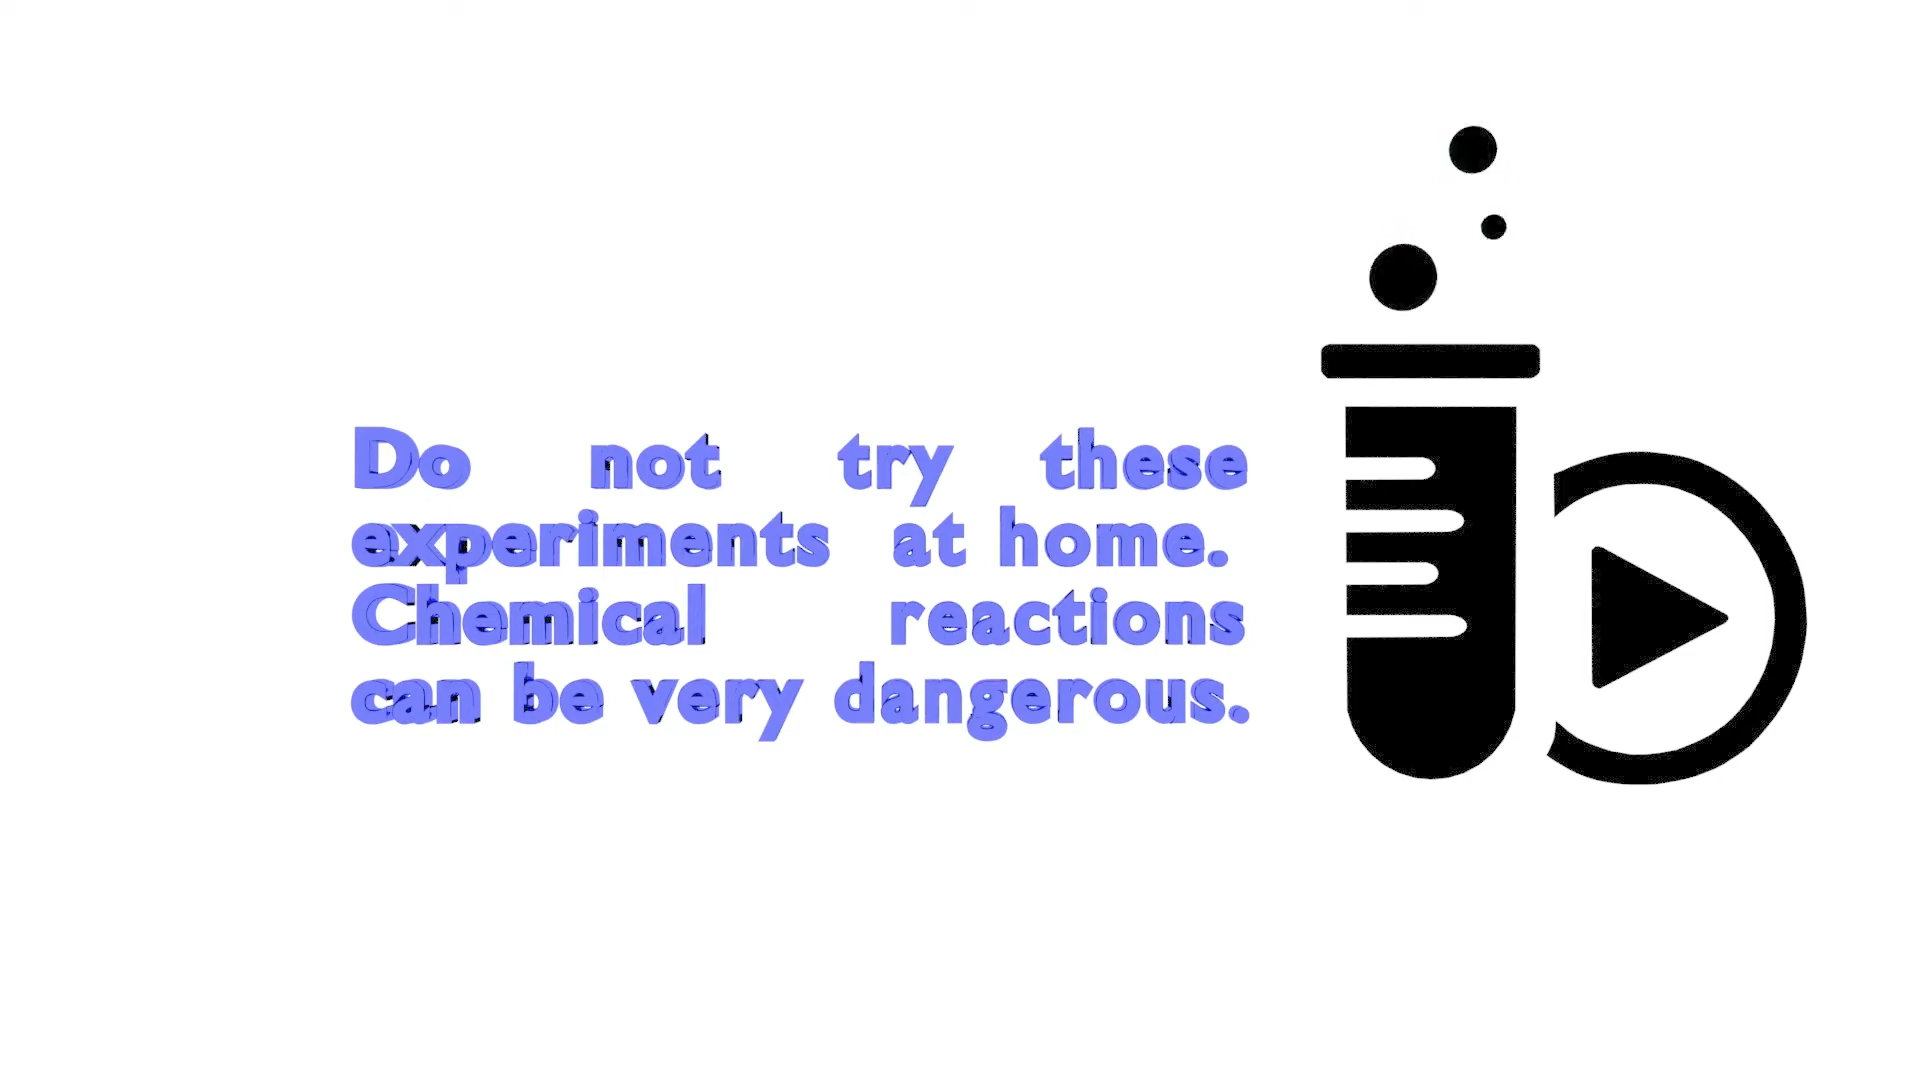 Do not try these
experiments at home.
Chemical reactions
can be very dangerous.